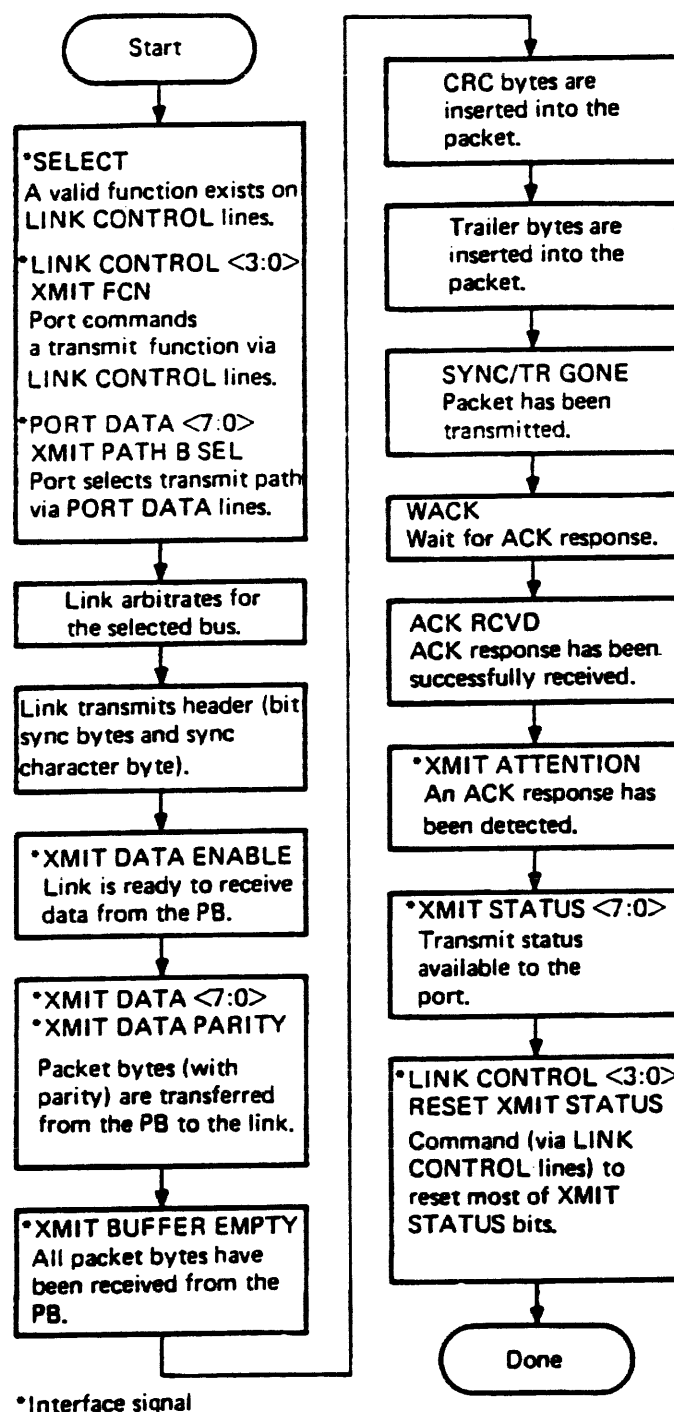 Start
*SELECT
A valid function exists on
LINK CONTROL lines.
*LINK CONTROL <3:0>
XMIT FCN
Port commands
a transmit function via
LINK CONTROL lines.
*PORT DATA <7:0>
XMIT PATH B SEL
Port selects transmit path
via PORT DATA lines.
Link arbitrates for
the selected bus.
Link transmits header (bit
sync bytes and sync
character byte).
*XMIT DATA ENABLE
Link is ready to receive
data from the PB.
*XMIT DATA <7:0>
*XMIT DATA PARITY
Packet bytes (with
parity) are transferred
from the PB to the link.
*XMIT BUFFER EMPTY
All packet bytes have
been received from the
PB.
CRC bytes are
inserted into the
packet.
Trailer bytes are
inserted into the
packet.
SYNC/TR GONE
Packet has been
transmitted.
WACK
Wait for ACK response.
ACK RCVD
ACK response has been
successfully received.
*XMIT ATTENTION
An ACK response has
been detected.
*XMIT STATUS <7:0>
Transmit status
available to the
port.
*LINK CONTROL <3:0>
RESET XMIT STATUS
Command (via LINK
CONTROL lines) to
reset most of XMIT
STATUS bits.
Done
*Interface signal